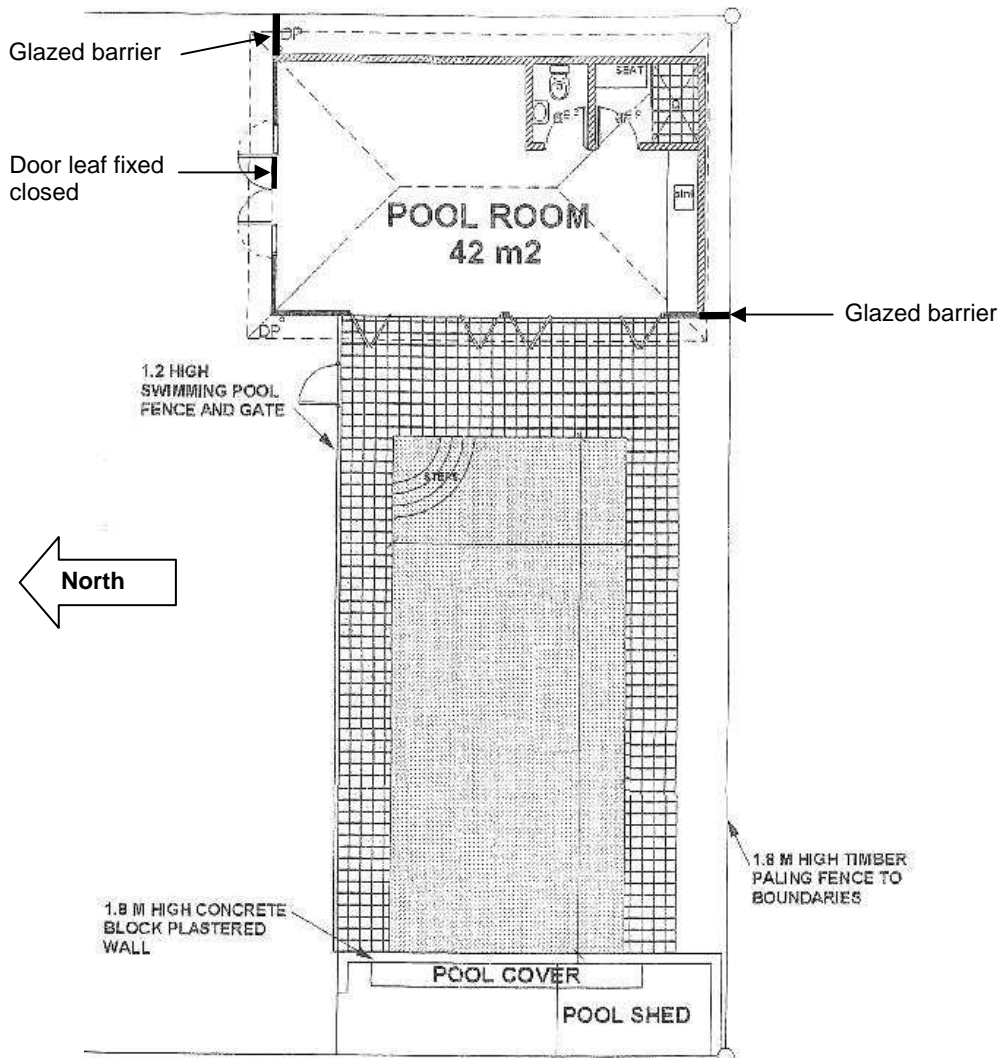 Glazed barrier
DP
SEAT
Door leaf fixed
closed
POOL ROOM
42 m2
Glazed barrier
DP
1.2 HIGH
SWIMMING POOL
FENCE AND GATE
STEPS
North
1.8 M HIGH TIMBER
PALING FENCE TO
BOUNDARIES
1.8 M HIGH CONCRETE
BLOCK PLASTERED
WALL
POOL COVER
POOL SHED